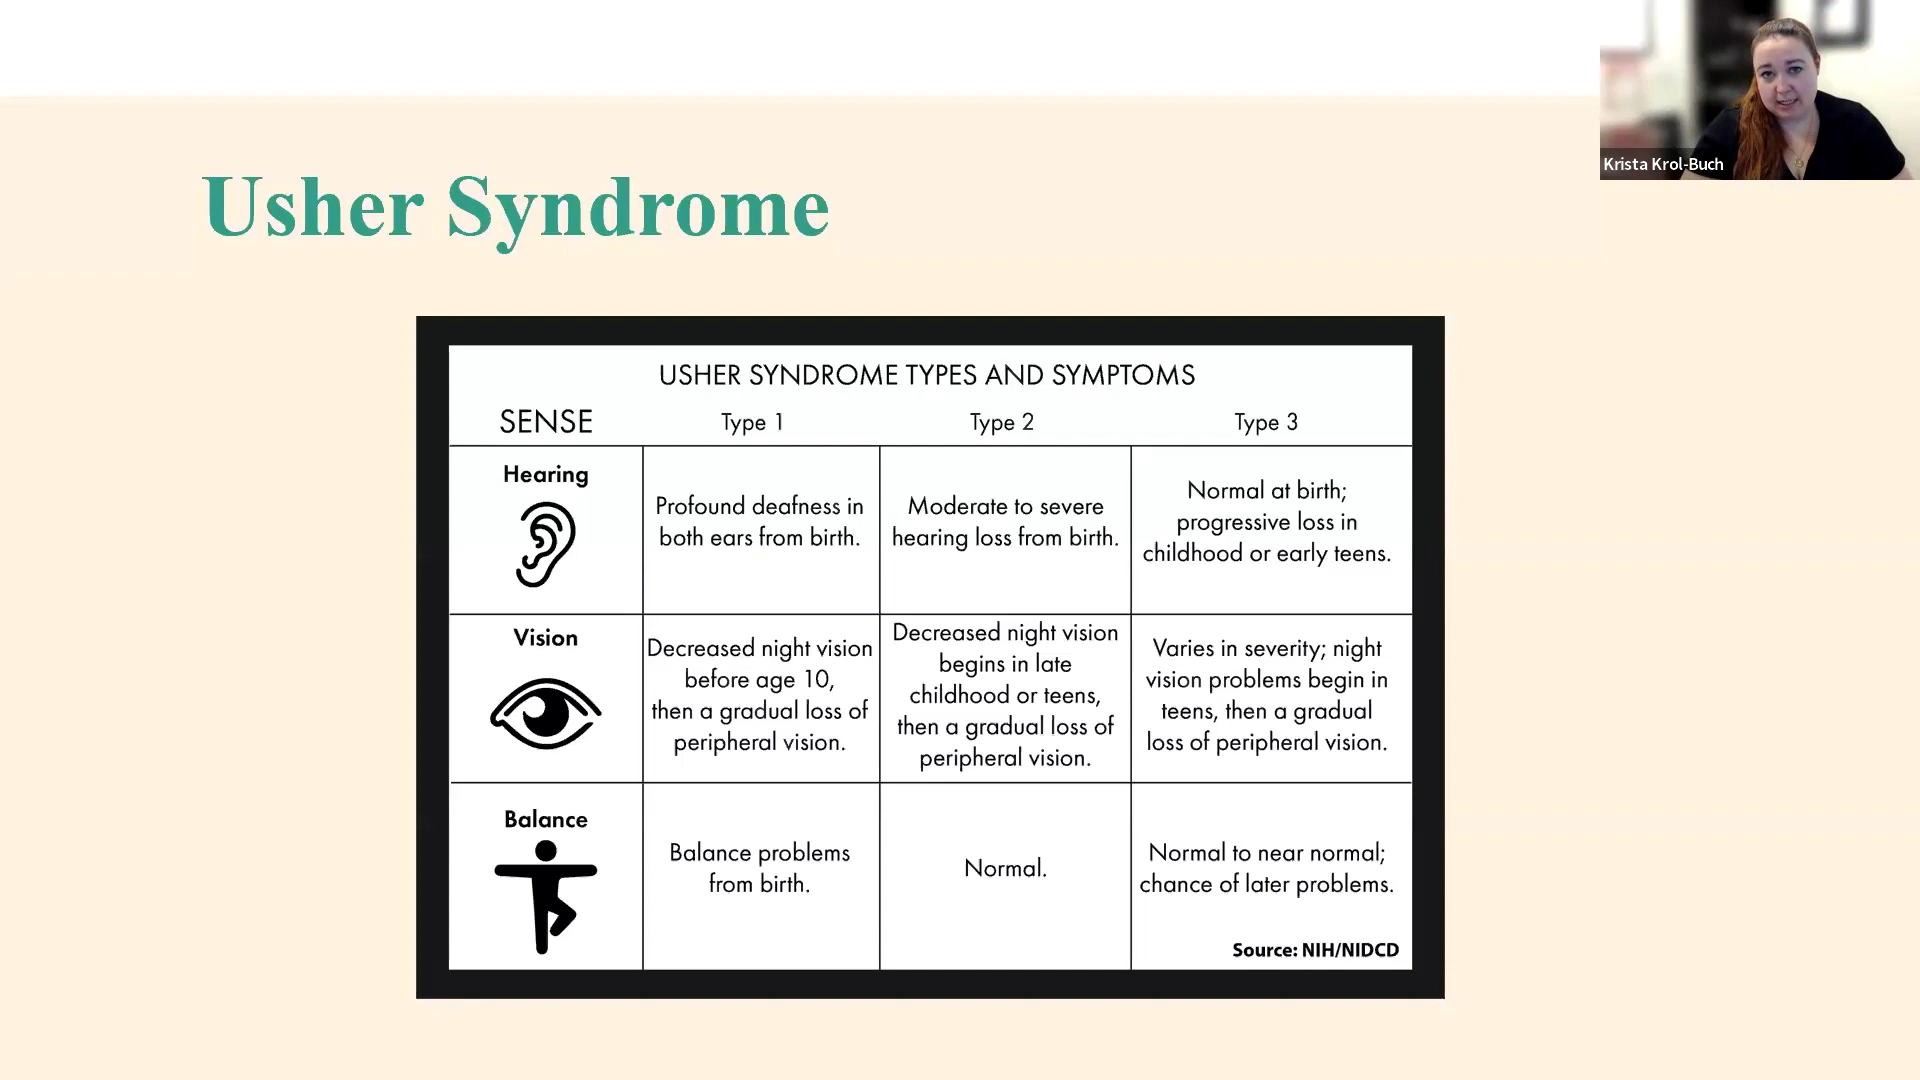 Krista Krol-Buch
Usher Syndrome
USHER SYNDROME TYPES AND SYMPTOMS
SENSE Type 1 Type 2 Type 3
Hearing
Profound deafness in
both ears from birth.
Moderate to severe
hearing loss from birth.
Normal at birth;
progressive loss in
childhood or early teens.
Vision
Decreased night vision
before age 10,
then a gradual loss of
peripheral vision.
Decreased night vision
begins in late
childhood or teens,
then a gradual loss of
peripheral vision.
Varies in severity; night
vision problems begin in
teens, then a gradual
loss of peripheral vision.
Balance
Balance problems
from birth.
Normal.
Normal to near normal;
chance of later problems.
Source: NIH/NIDCD